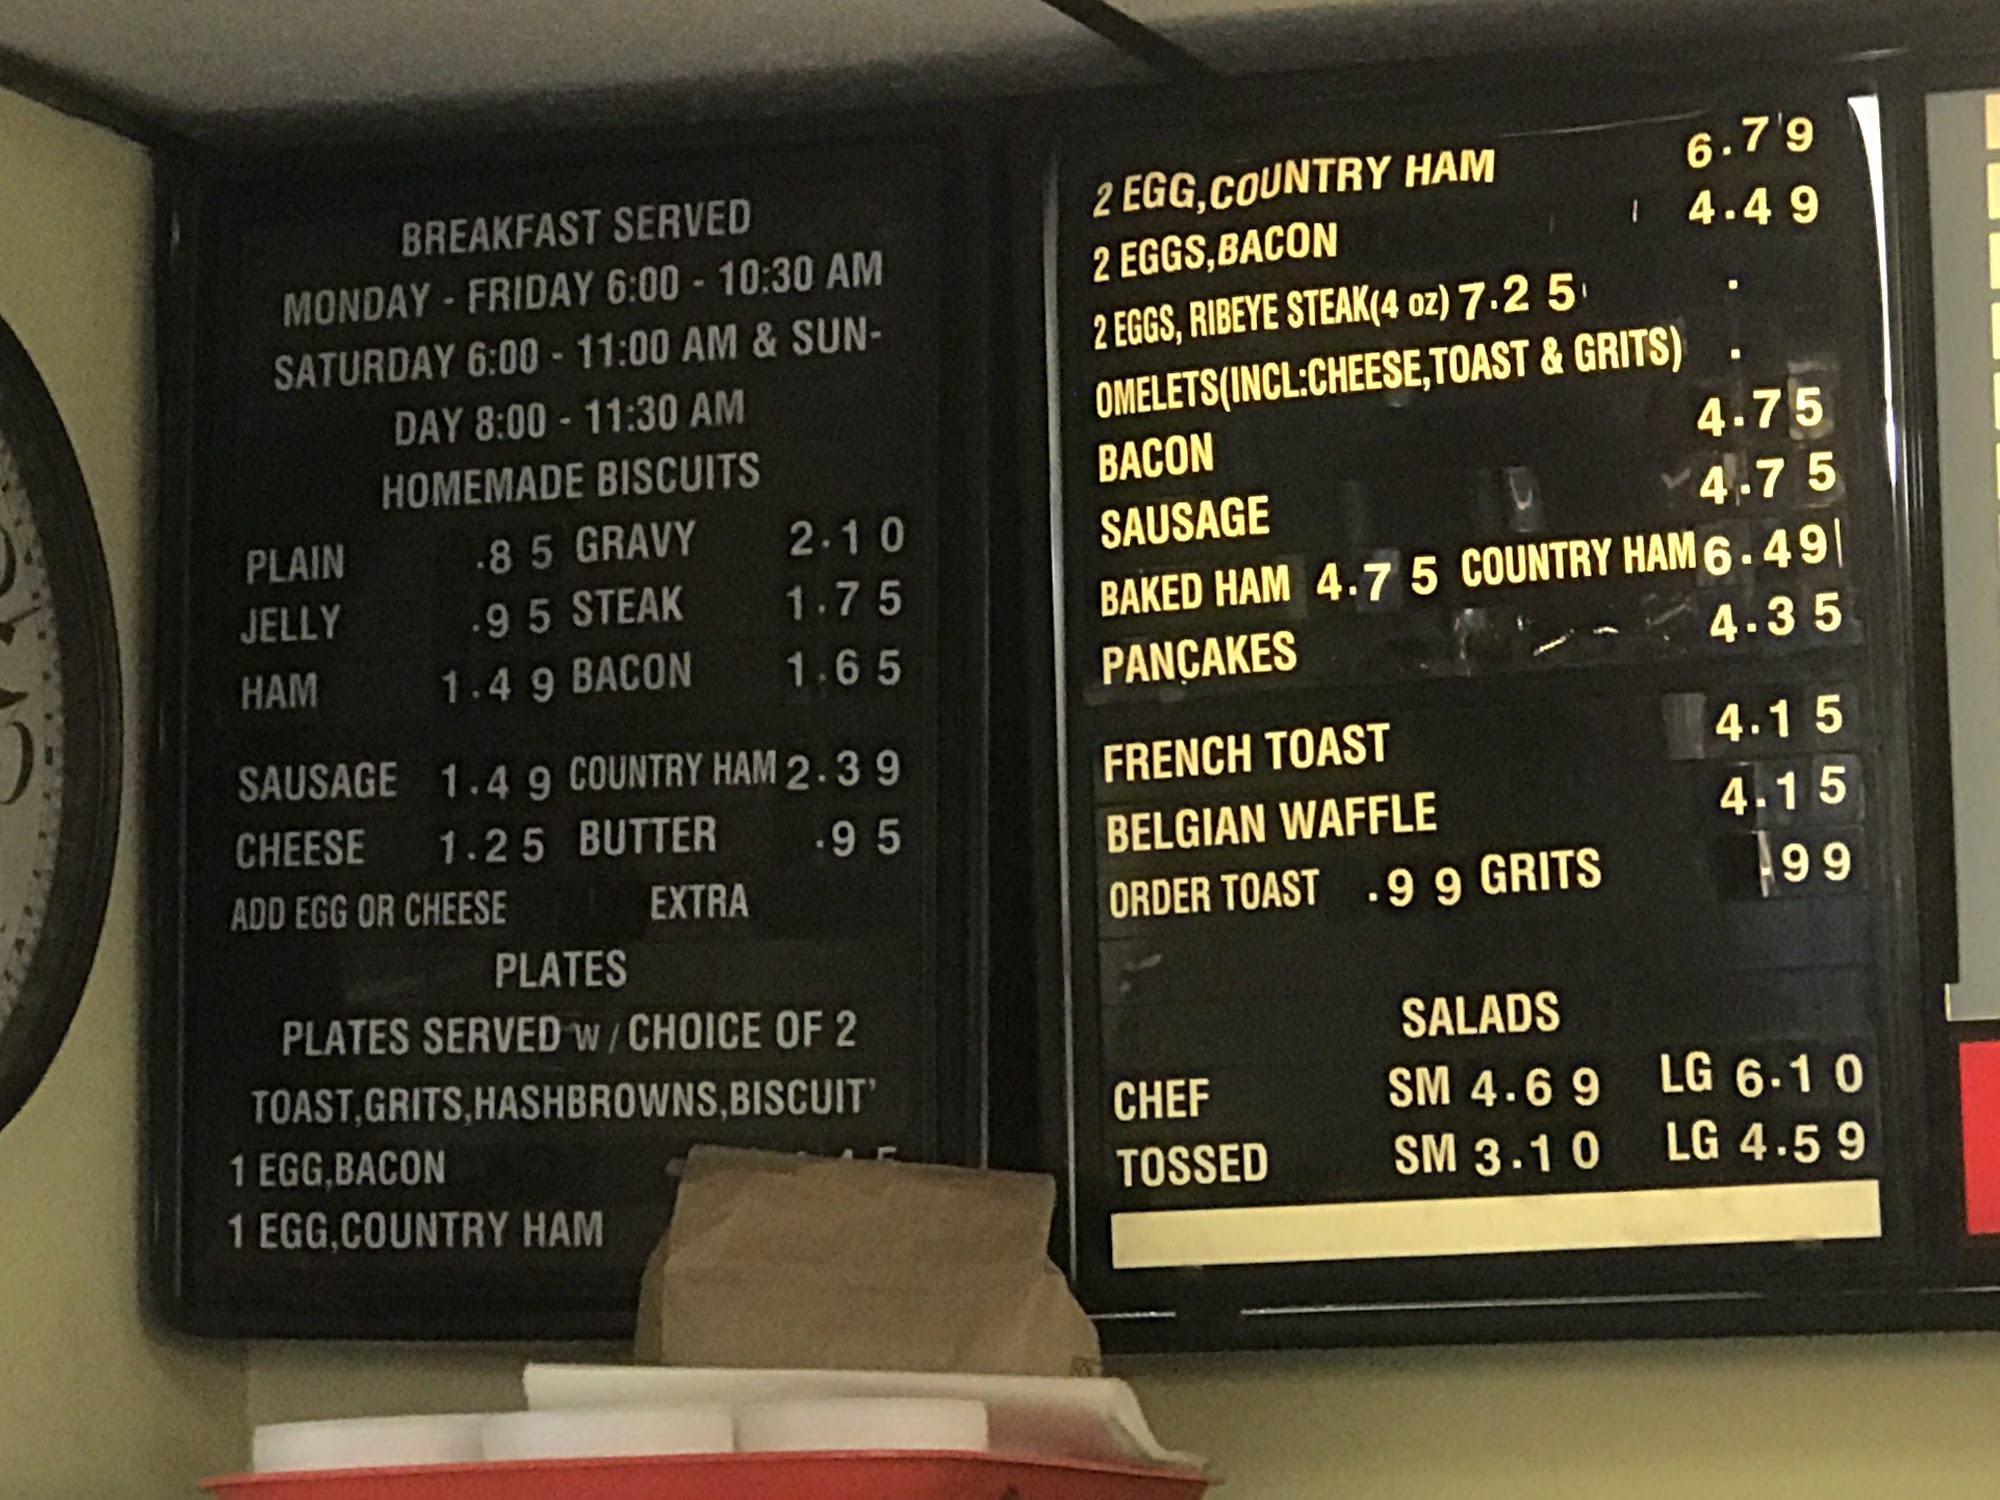 BREAKFAST SERVED
MONDAY - FRIDAY 6:00 - 10:30 AM
SATURDAY 6:00 - 11:00 AM & SUN-
DAY 8:00 - 11:30 AM
HOMEMADE BISCUITS
PLAIN .85 GRAVY 2.10
JELLY .95 STEAK 1.75
HAM 1.49 BACON 1.65
SAUSAGE 1.49 COUNTRY HAM 2.39
CHEESE 1.25 BUTTER .95
ADD EGG OR CHEESE EXTRA
PLATES
PLATES SERVED w/CHOICE OF 2
TOAST,GRITS,HASHBROWNS,BISCUIT'
1 EGG,BACON
1 EGG,COUNTRY HAM
2 EGG,COUNTRY HAM 6.79
2 EGGS,BACON 4.49
2 EGGS, RIBEYE STEAK(4 oz) 7.25
OMELETS(INCL:CHEESE,TOAST & GRITS)
BACON 4.75
SAUSAGE 4.75
BAKED HAM 4.75 COUNTRY HAM 6.49
PANCAKES 4.35
FRENCH TOAST 4.15
BELGIAN WAFFLE 4.15
ORDER TOAST .99 GRITS .99
SALADS
CHEF SM 4.69 LG 6.10
TOSSED SM 3.10 LG 4.59